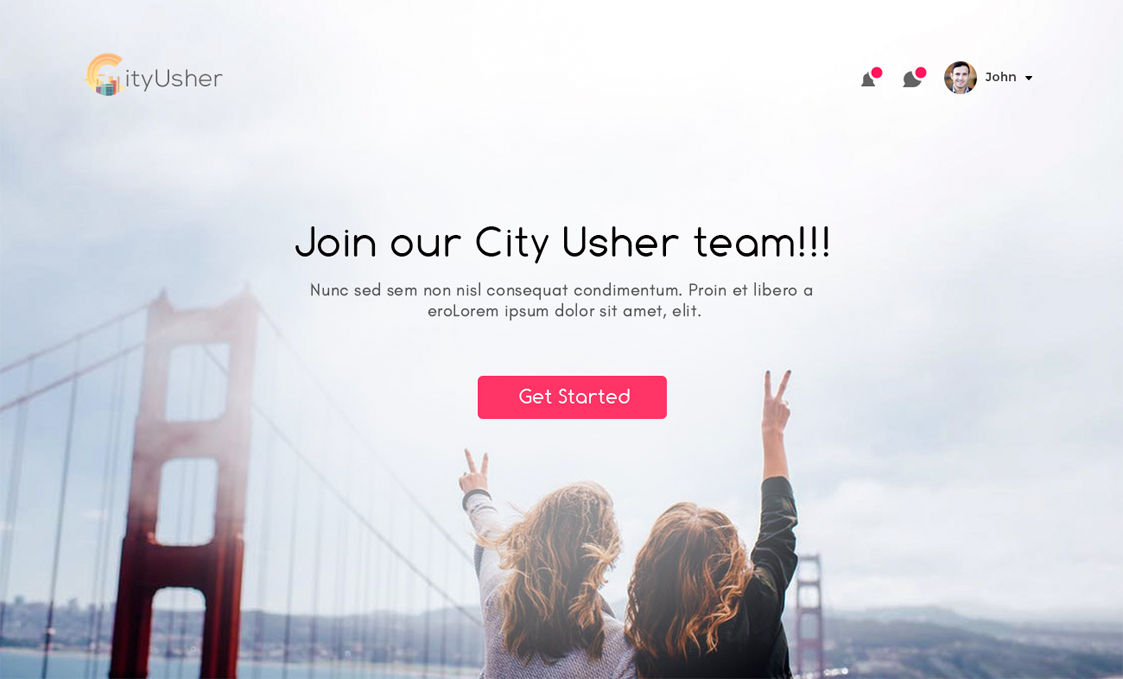 CityUsher
John
Join our City Usher team!!!
Nunc sed sem non nisl consequat condimentum. Proin et libero a
eroLorem ipsum dolor sit amet, elit.
Get Started